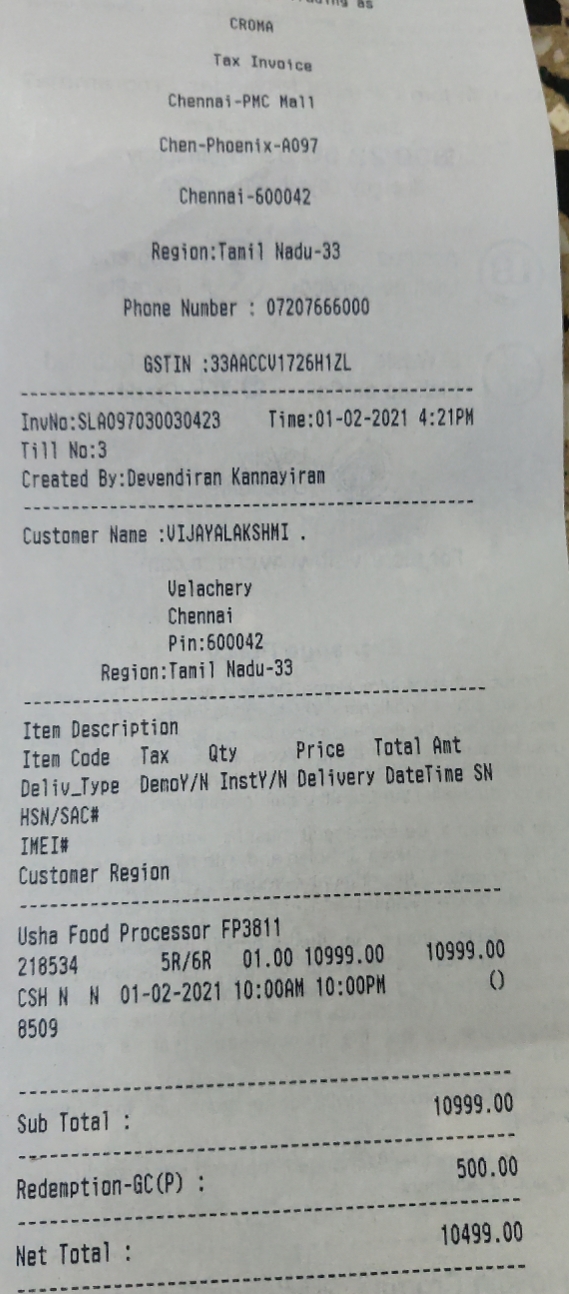 as
CROMA
Tax Invoice
Chennai-PMC Mall
Chen-Phoenix-A097
Chennai-600042
Region:Tamil Nadu-33
Phone Number : 07207666000
GSTIN :33AACCV1726H1ZL
InvNo:SLA097030030423 Time:01-02-2021 4:21PM
Till No:3
Created By:Devendiran Kannayiram
Customer Name :VIJAYALAKSHMI .
Velachery
Chennai
Pin:600042
Region:Tamil Nadu-33
Item Description
Item Code Tax Qty Price Total Amt
Deliv_Type DemoY/N InstY/N Delivery DateTime SN
HSN/SAC#
IMEI#
Customer Region
Usha Food Processor FP3811
218534 5R/6R 01.00 10999.00 10999.00
CSH N N 01-02-2021 10:00AM 10:00PM ()
8509
Sub Total : 10999.00
Redemption-GC(P) : 500.00
Net Total : 10499.00